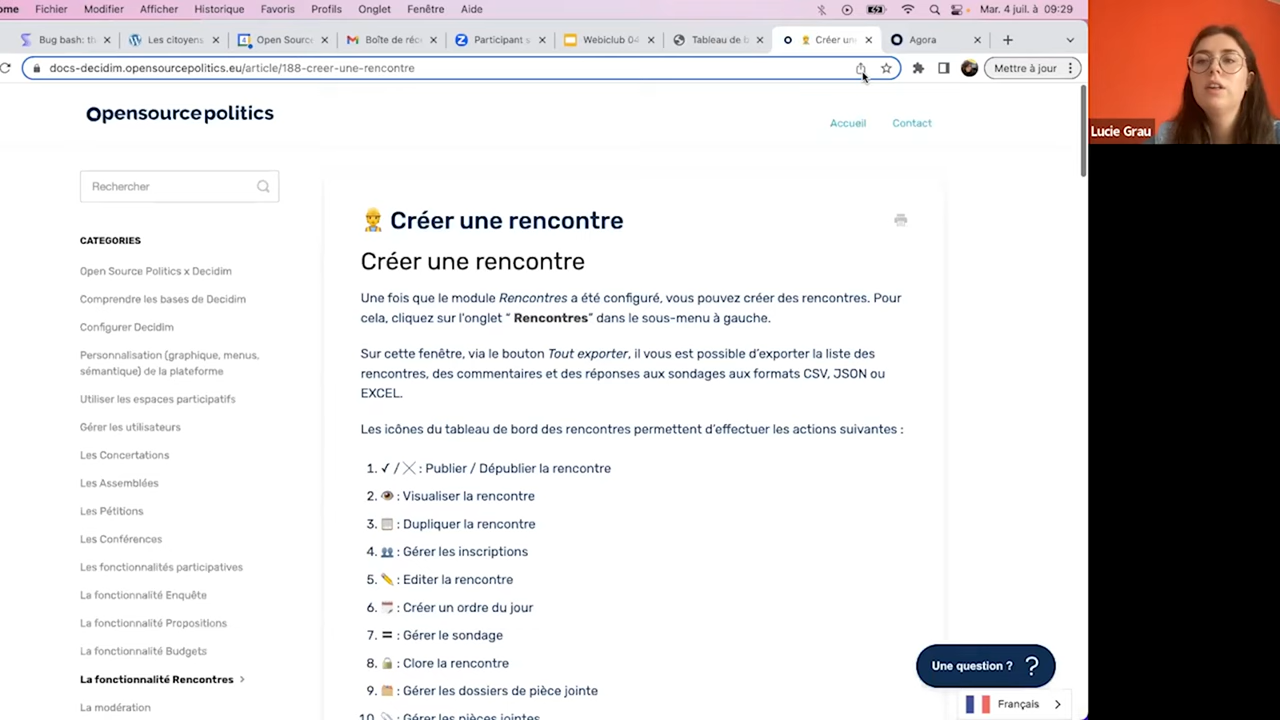 ome Fichier Modifier Afficher Historique Favoris Profils Onglet Fenêtre Aide Mar. 4 juil. à 09:29
Bug bash: th Les citoyens Open Source Boîte de réc Participant s Webiclub 04 Tableau de b Créer une Agora
docs-decidim.opensourcepolitics.eu/article/188-creer-une-rencontre Mettre à jour
Lucie Grau
Opensourcepolitics
Accueil Contact
Rechercher
CATEGORIES
Open Source Politics x Decidim
Comprendre les bases de Decidim
Configurer Decidim
Personnalisation (graphique, menus,
sémantique) de la plateforme
Utiliser les espaces participatifs
Gérer les utilisateurs
Les Concertations
Les Assemblées
Les Pétitions
Les Conférences
Les fonctionnalités participatives
La fonctionnalité Enquête
La fonctionnalité Propositions
La fonctionnalité Budgets
La fonctionnalité Rencontres
La modération
Créer une rencontre
Créer une rencontre
Une fois que le module Rencontres a été configuré, vous pouvez créer des rencontres. Pour
cela, cliquez sur l'onglet “ Rencontres” dans le sous-menu à gauche.
Sur cette fenêtre, via le bouton Tout exporter, il vous est possible d'exporter la liste des
rencontres, des commentaires et des réponses aux sondages aux formats CSV, JSON ou
EXCEL.
Les icônes du tableau de bord des rencontres permettent d'effectuer les actions suivantes :
1. ✓ / ╳ : Publier / Dépublier la rencontre
2. 👁 : Visualiser la rencontre
3. : Dupliquer la rencontre
4. 👥 : Gérer les inscriptions
5. ✏️ : Editer la rencontre
6. : Créer un ordre du jour
7. = : Gérer le sondage
8. 🔒 : Clore la rencontre
9. : Gérer les dossiers de pièce jointe
10. : Gérer les pièces jointes
Une question ? ?
Français